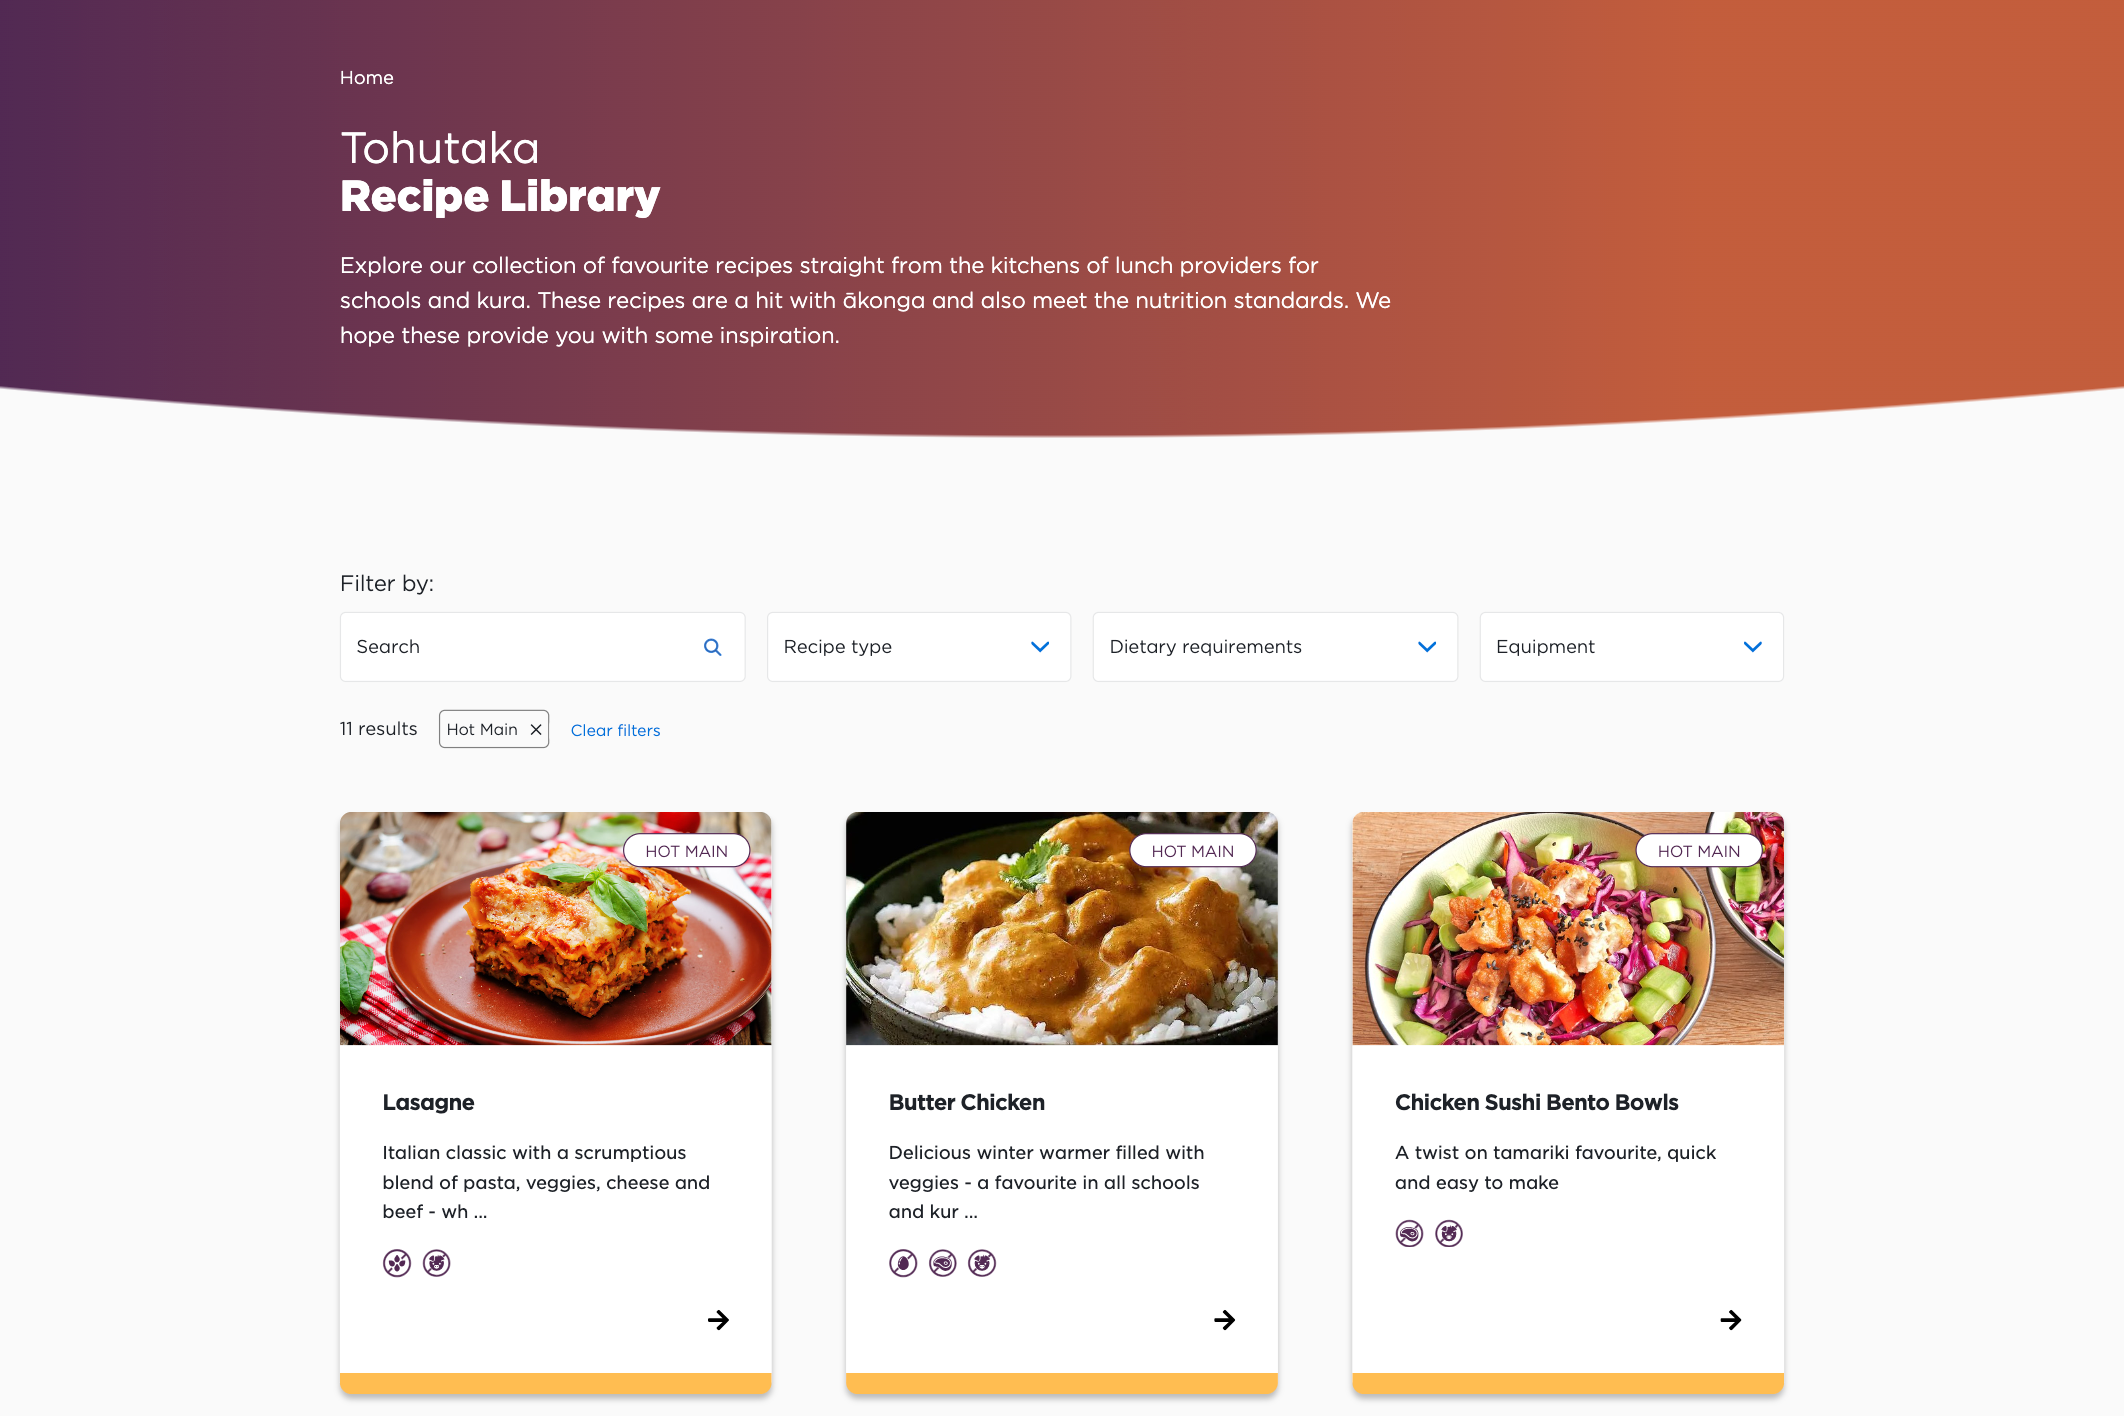 Home
Tohutaka
Recipe Library
Explore our collection of favourite recipes straight from the kitchens of lunch providers for
schools and kura. These recipes are a hit with ākonga and also meet the nutrition standards. We
hope these provide you with some inspiration.
Filter by:
Search
Recipe type
Dietary requirements
Equipment
11 results
Hot Main
Clear filters
HOT MAIN
Lasagne
Italian classic with a scrumptious
blend of pasta, veggies, cheese and
beef - wh ...
HOT MAIN
Butter Chicken
Delicious winter warmer filled with
veggies - a favourite in all schools
and kur ...
HOT MAIN
Chicken Sushi Bento Bowls
A twist on tamariki favourite, quick
and easy to make